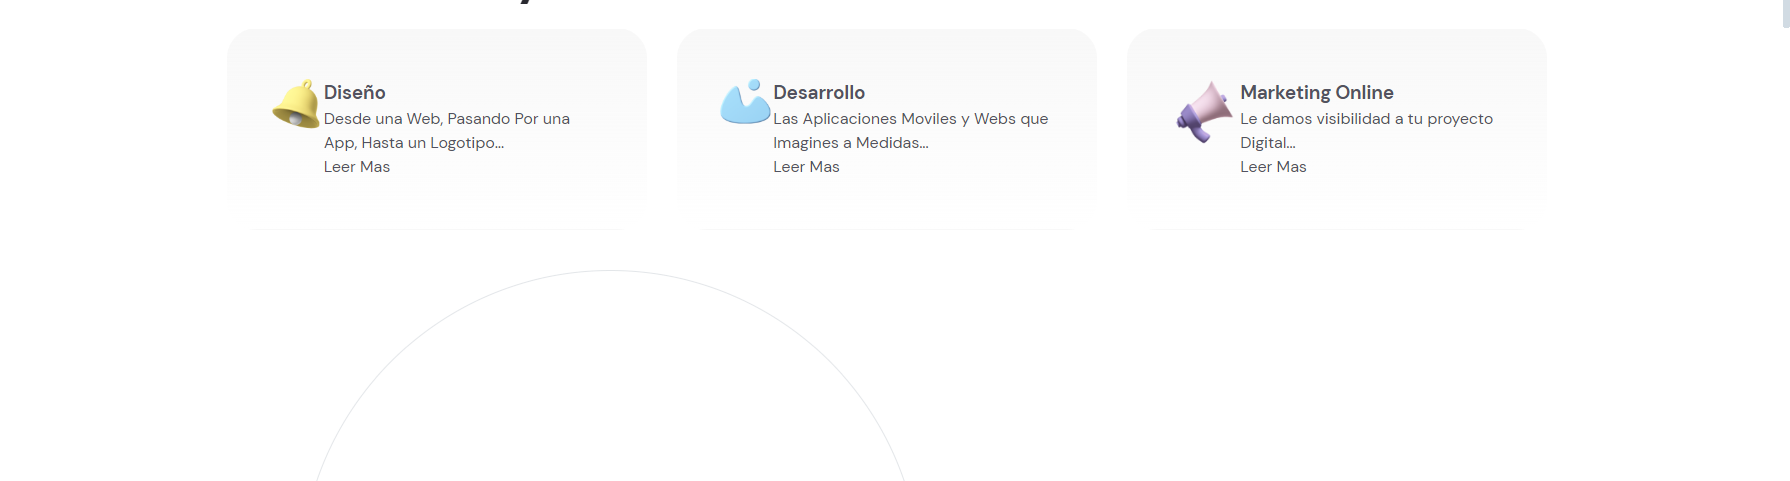 Diseño
Desde una Web, Pasando Por una
App, Hasta un Logotipo...
Leer Mas
Desarrollo
Las Aplicaciones Moviles y Webs que
Imagines a Medidas...
Leer Mas
Marketing Online
Le damos visibilidad a tu proyecto
Digital...
Leer Mas